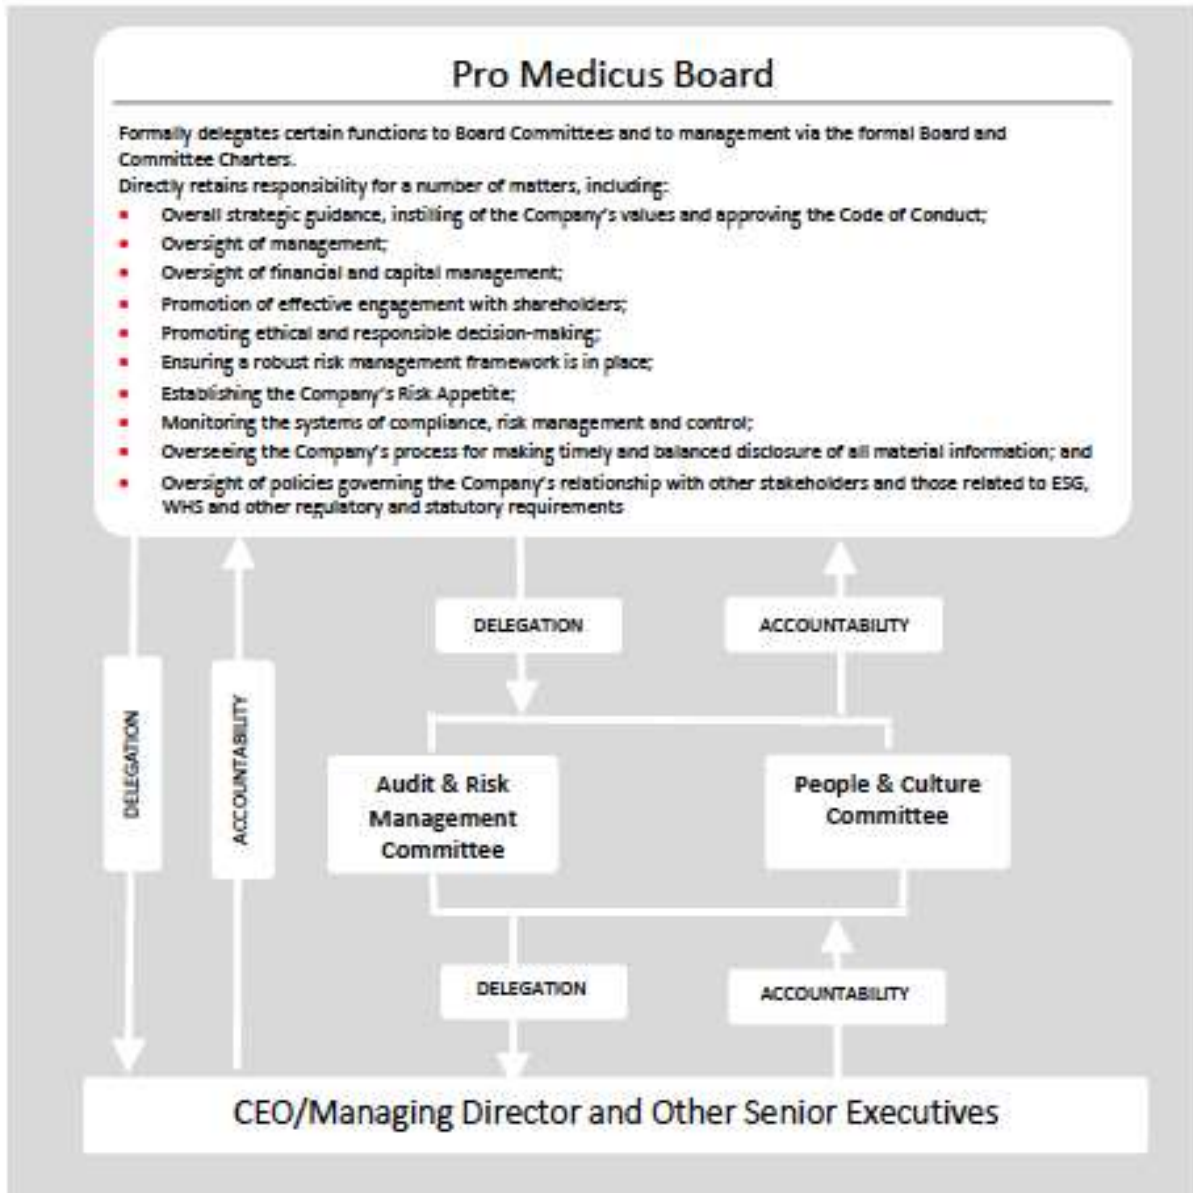 Pro Medicus Board
Formally delegates certain functions to Board Committees and to management via the formal Board and
Committee Charters.
Directly retains responsibility for a number of matters, including:
Overall strategic guidance, instilling of the Company's values and approving the Code of Conduct;
Oversight of management;
Oversight of financial and capital management;
Promotion of effective engagement with shareholders;
Promoting ethical and responsible decision-making;
Ensuring a robust risk management framework is in place;
Establishing the Company's Risk Appetite;
Monitoring the systems of compliance, risk management and control;
Overseeing the Company's process for making timely and balanced disclosure of all material information; and
Oversight of policies governing the Company's relationship with other stakeholders and those related to ESG,
WHS and other regulatory and statutory requirements
DELEGATION
ACCOUNTABILITY
DELEGATION
ACCOUNTABILITY
Audit & Risk
Management
Committee
People & Culture
Committee
DELEGATION
ACCOUNTABILITY
CEO/Managing Director and Other Senior Executives